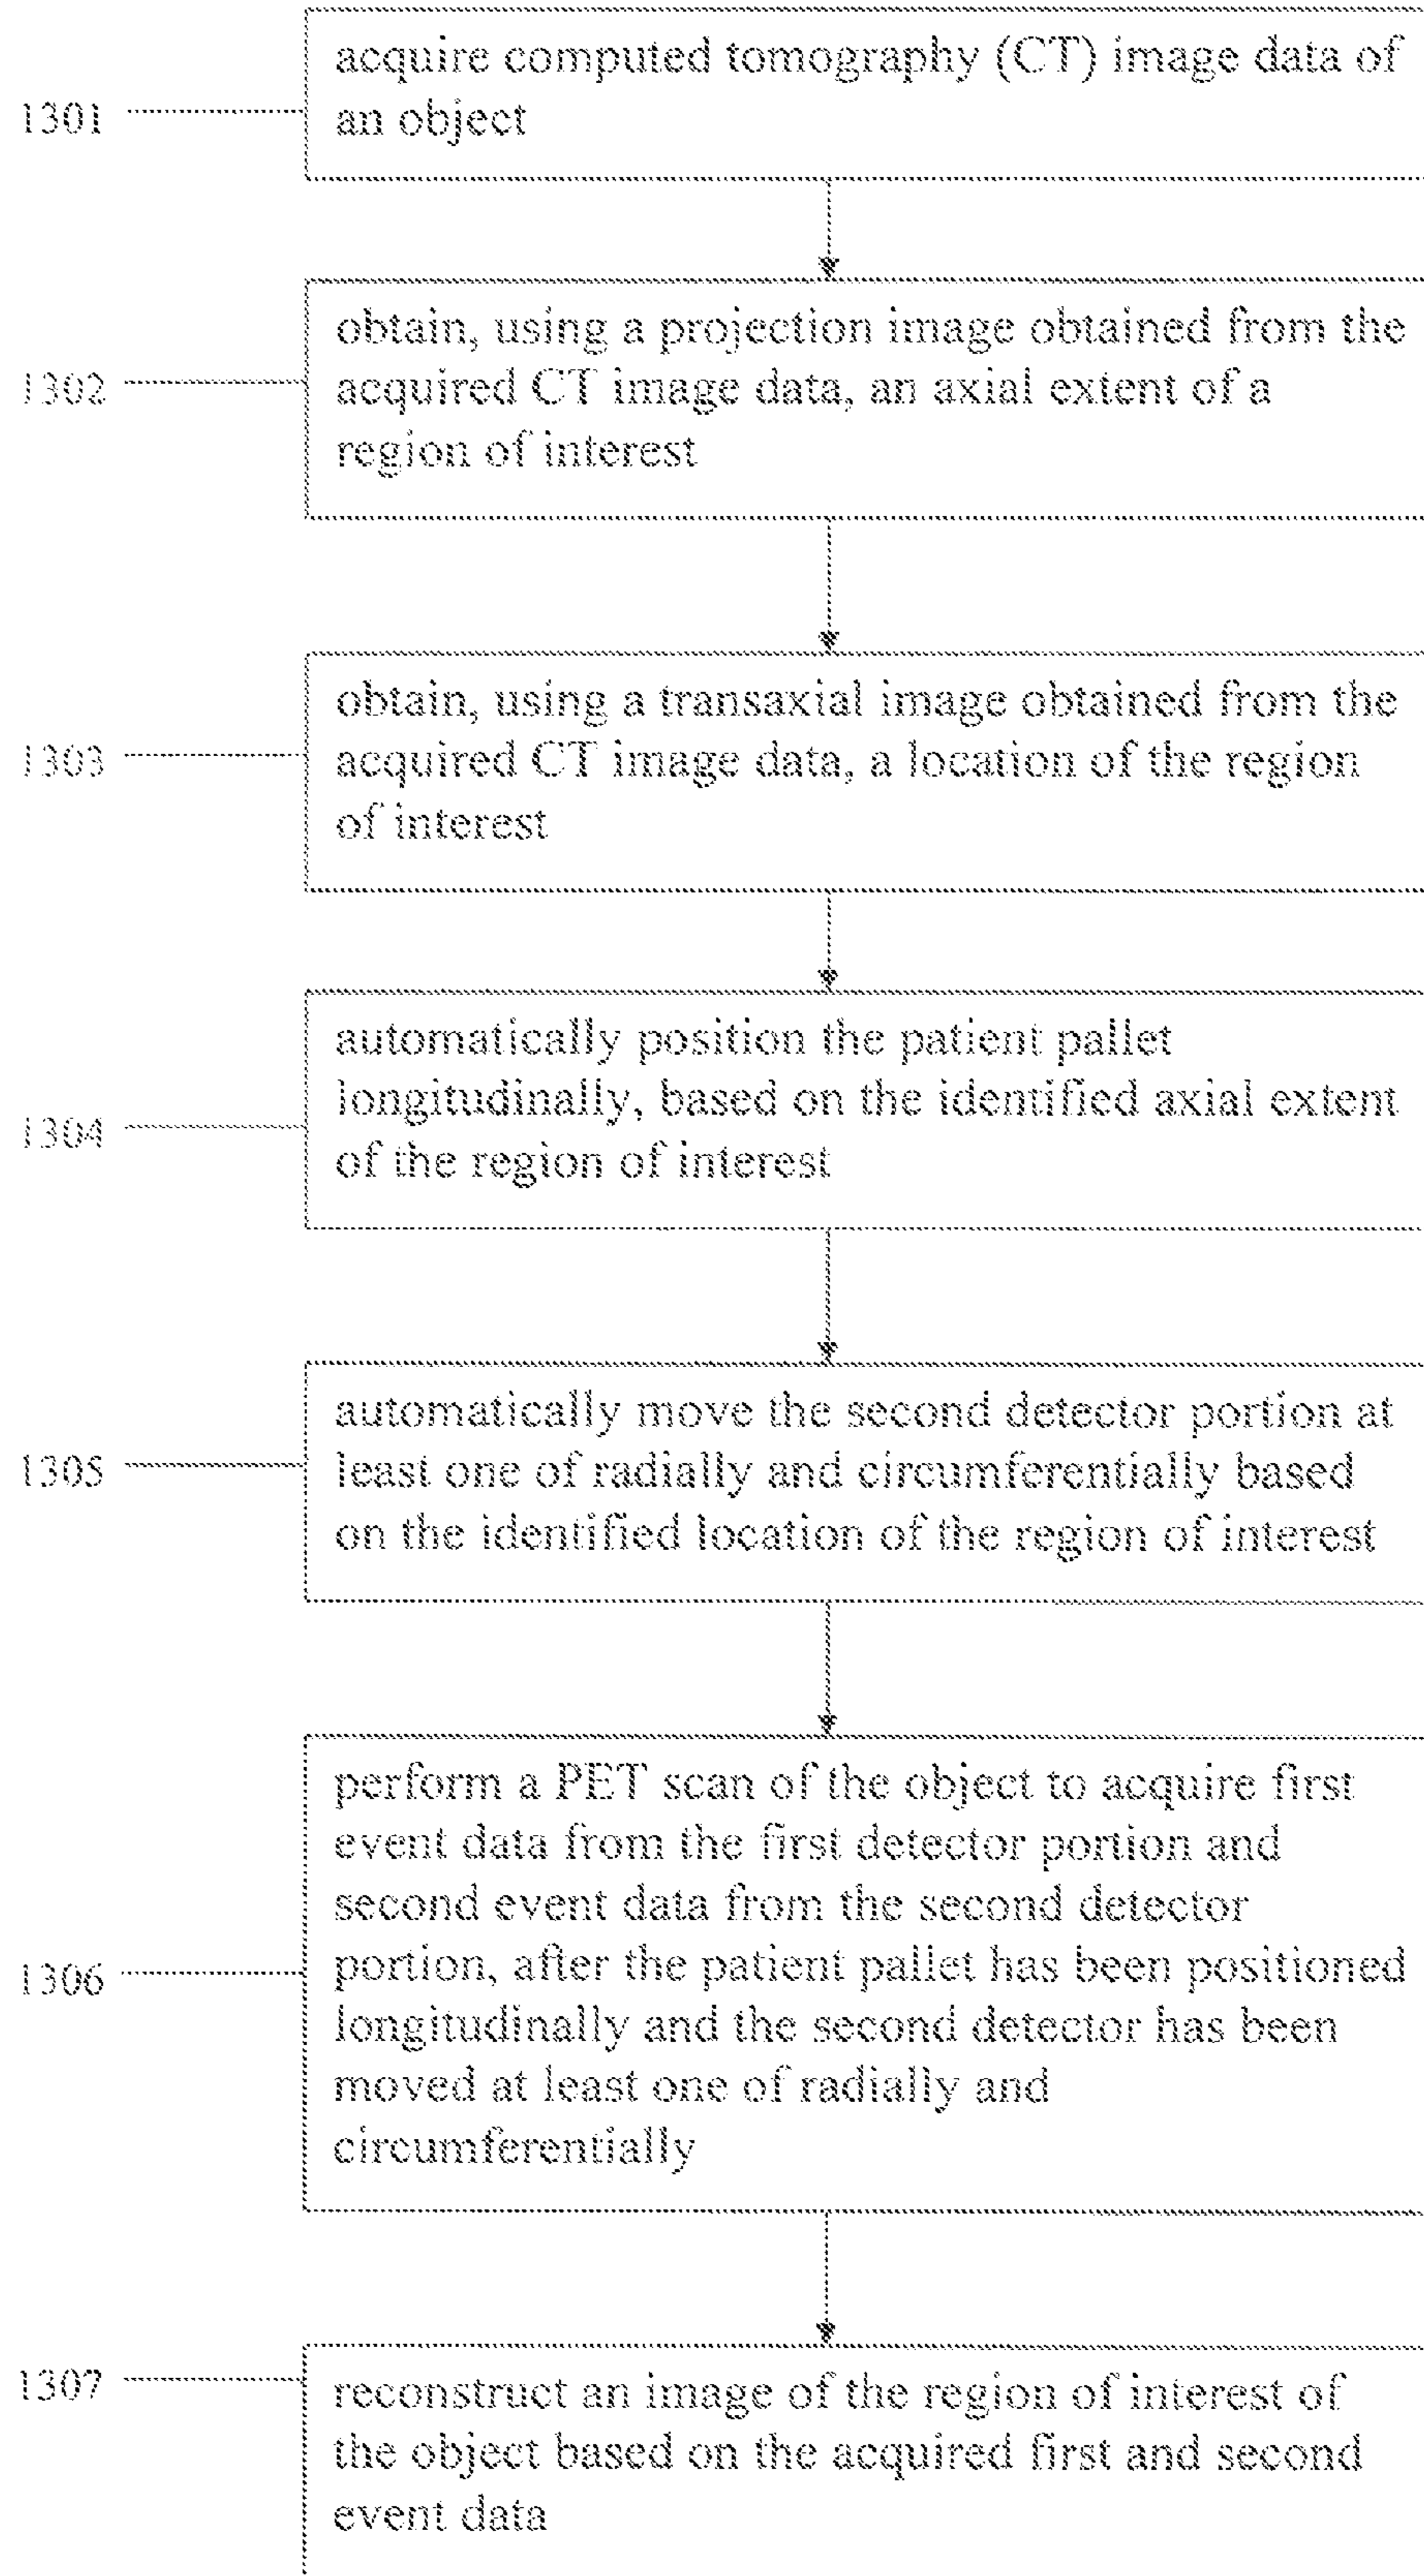 1301
acquire computed tomography (CT) image data of
an object
1302
obtain, using a projection image obtained from the
acquired CT image data, an axial extent of a
region of interest
1303
obtain, using a transaxial image obtained from the
acquired CT image data, a location of the region
of interest
1304
automatically position the patient pallet
longitudinally, based on the identified axial extent
of the region of interest
1305
automatically move the second detector portion at
least one of radially and circumferentially based
on the identified location of the region of interest
1306
perform a PET scan of the object to acquire first
event data from the first detector portion and
second event data from the second detector
portion, after the patient pallet has been positioned
longitudinally and the second detector has been
moved at least one of radially and
circumferentially
1307
reconstruct an image of the region of interest of
the object based on the acquired first and second
event data